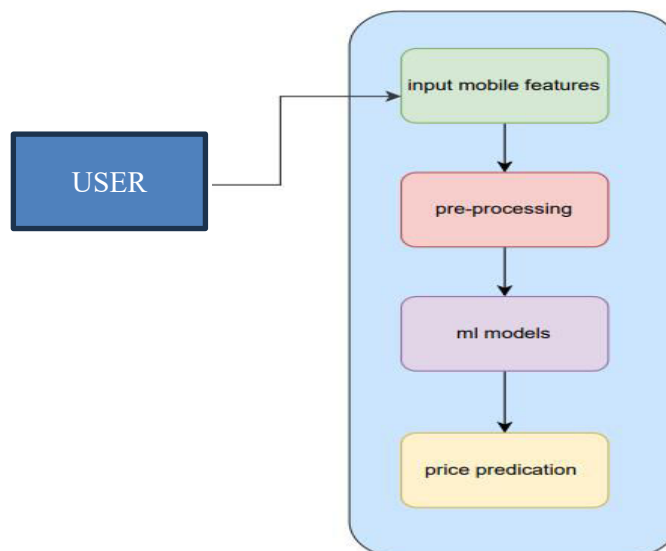 input mobile features
USER
pre-processing
ml models
price predication